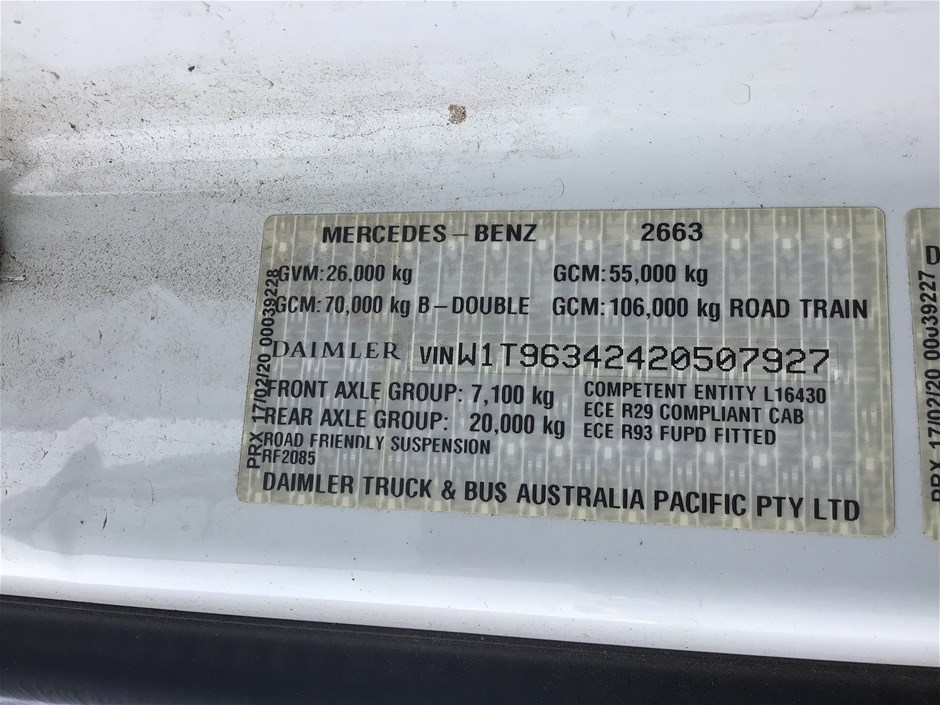 MERCEDES-BENZ 2663
GVM: 26,000 kg GCM: 55,000 kg
GCM: 70,000 kg B-DOUBLE GCM: 106,000 kg ROAD TRAIN
DAIMLER VIN W1T96342420507927
FRONT AXLE GROUP: 7,100 kg
REAR AXLE GROUP: 20,000 kg
ROAD FRIENDLY SUSPENSION
RF2085
COMPETENT ENTITY L16430
ECE R29 COMPLIANT CAB
ECE R93 FUPD FITTED
DAIMLER TRUCK & BUS AUSTRALIA PACIFIC PTY LTD
PRX 17/02/20 00039228
D
PRX 17/02/20 00039227